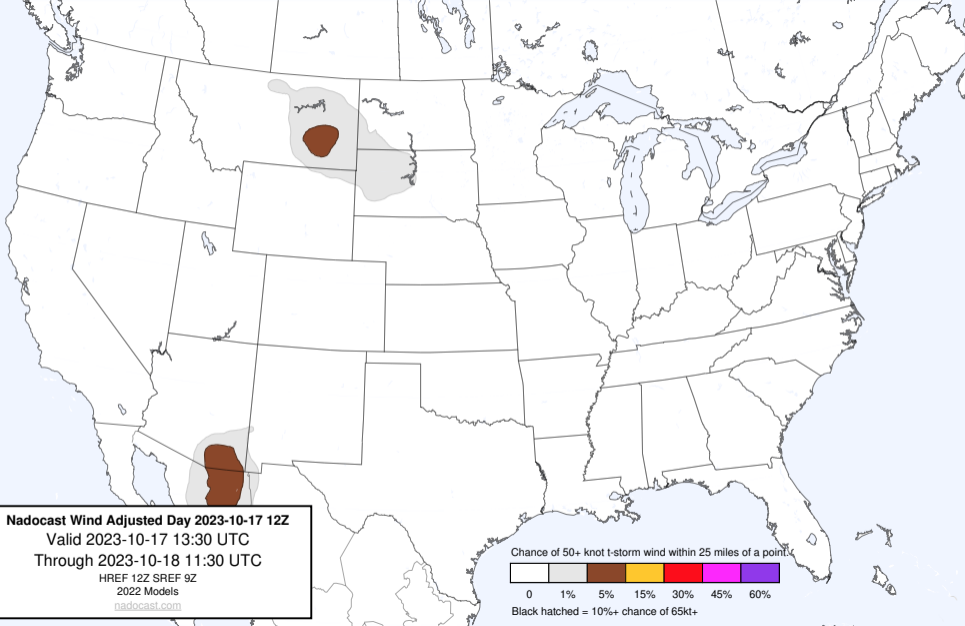 Nadocast Wind Adjusted Day 2023-10-17 12Z
Valid 2023-10-17 13:30 UTC
Through 2023-10-18 11:30 UTC
HREF 12Z SREF 9Z
2022 Models
nadocast.com
Chance of 50+ knot t-storm wind within 25 miles of a point.
0 1% 5% 15% 30% 45% 60%
Black hatched = 10%+ chance of 65kt+